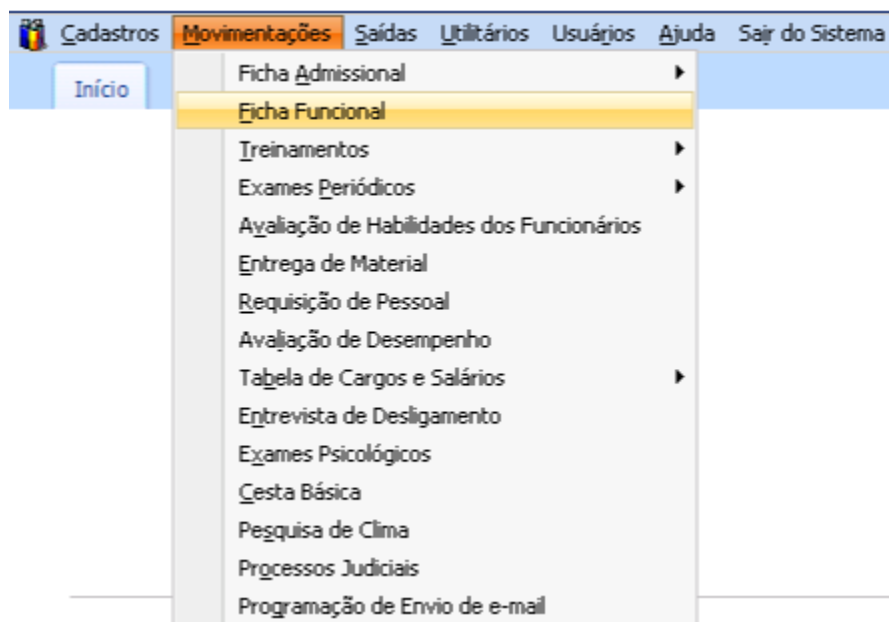 Cadastros Movimentações Saídas Utilitários Usuários Ajuda Sair do Sistema
Início
Ficha Admissional
Ficha Funcional
Treinamentos
Exames Periódicos
Avaliação de Habilidades dos Funcionários
Entrega de Material
Requisição de Pessoal
Avaliação de Desempenho
Tabela de Cargos e Salários
Entrevista de Desligamento
Exames Psicológicos
Cesta Básica
Pesquisa de Clima
Processos Judiciais
Programação de Envio de e-mail